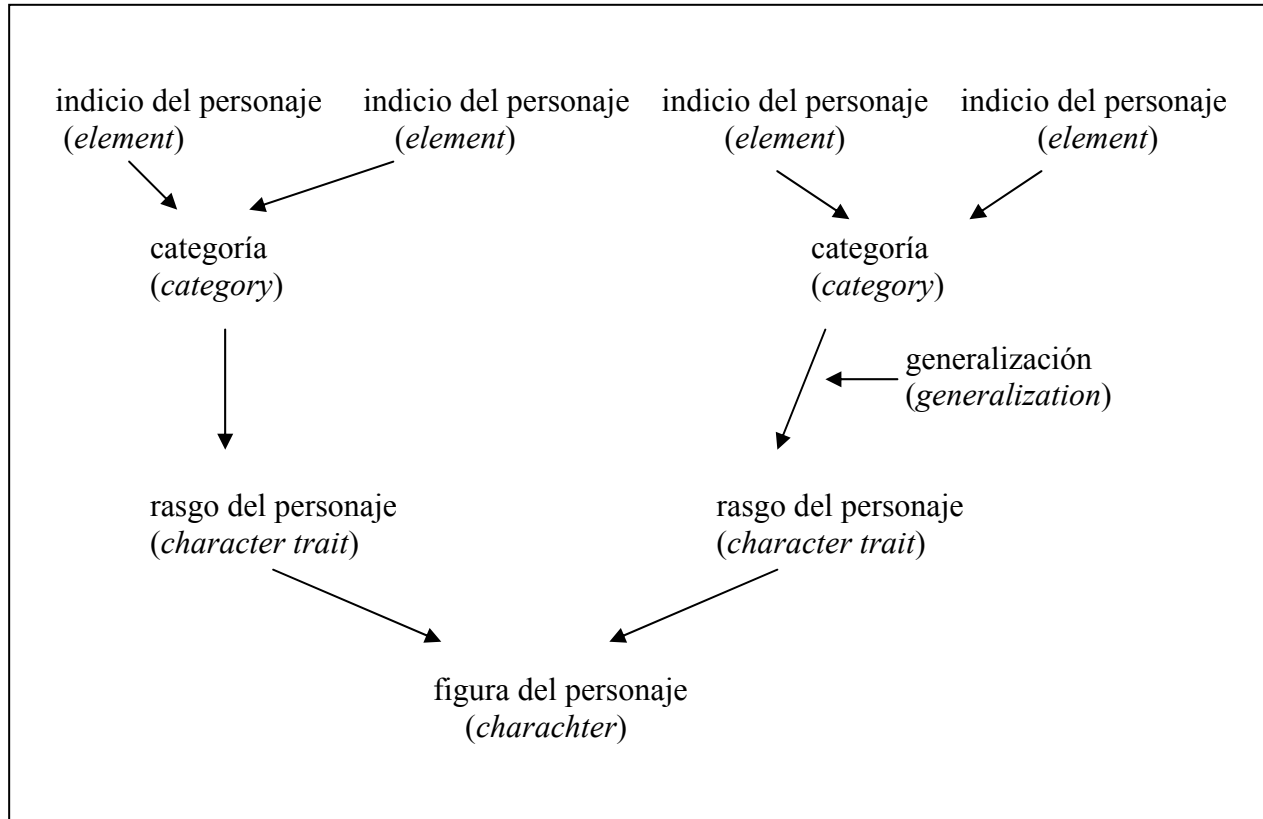 indicio del personaje indicio del personaje indicio del personaje indicio del personaje
(element) (element) (element) (element)
categoría categoría
(category) (category)
generalización
(generalization)
rasgo del personaje rasgo del personaje
(character trait) (character trait)
figura del personaje
(charachter)